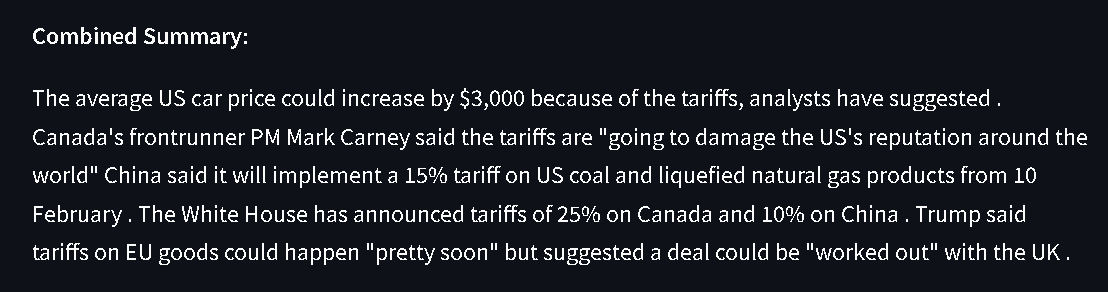 Combined Summary:
The average US car price could increase by $3,000 because of the tariffs, analysts have suggested .
Canada's frontrunner PM Mark Carney said the tariffs are "going to damage the US's reputation around the
world" China said it will implement a 15% tariff on US coal and liquefied natural gas products from 10
February . The White House has announced tariffs of 25% on Canada and 10% on China . Trump said
tariffs on EU goods could happen "pretty soon" but suggested a deal could be "worked out" with the UK .